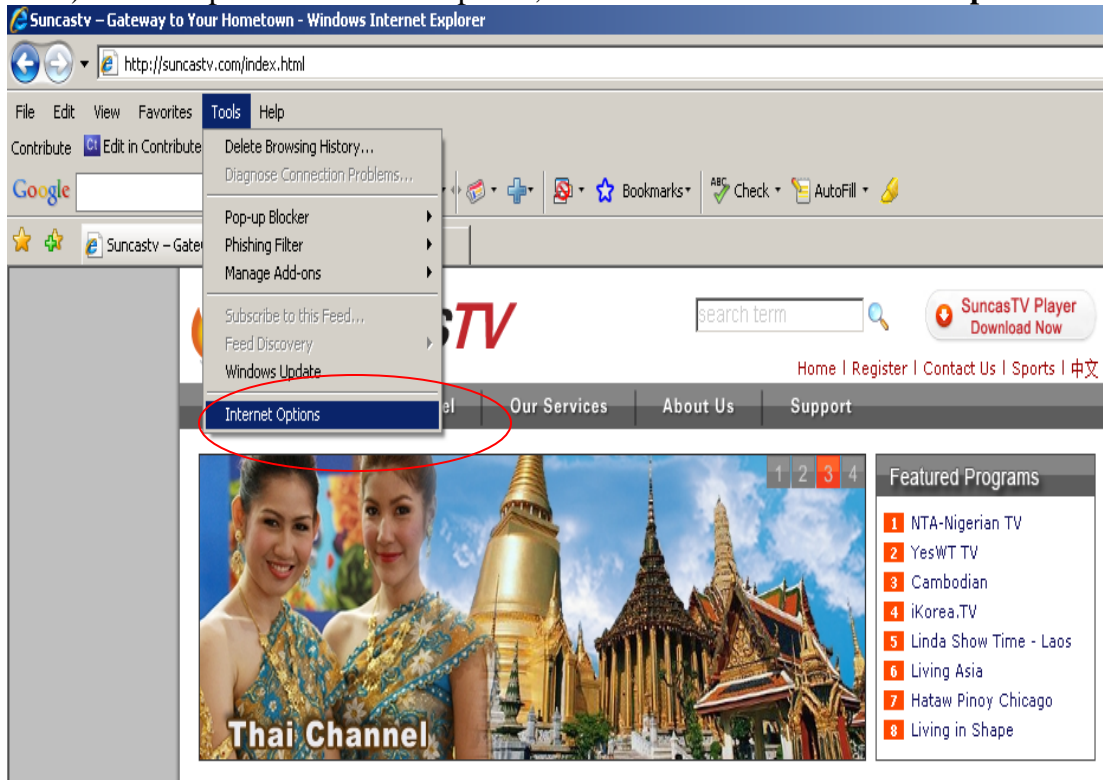 Suncastv – Gateway to Your Hometown - Windows Internet Explorer
http://suncastv.com/index.html
File Edit View Favorites Tools Help
Contribute Edit in Contribute
Google
Bookmarks Check AutoFill
Suncastv – Gate
Delete Browsing History...
Diagnose Connection Problems...
Pop-up Blocker
Phishing Filter
Manage Add-ons
Subscribe to this Feed...
Feed Discovery
Windows Update
Internet Options
sTV
search term
SuncasTV Player
Download Now
Home | Register | Contact Us | Sports | 中文
el Our Services About Us Support
1 2 3 4
Thai Channel
Featured Programs
1 NTA-Nigerian TV
2 YesWT TV
3 Cambodian
4 iKorea.TV
5 Linda Show Time - Laos
6 Living Asia
7 Hataw Pinoy Chicago
8 Living in Shape